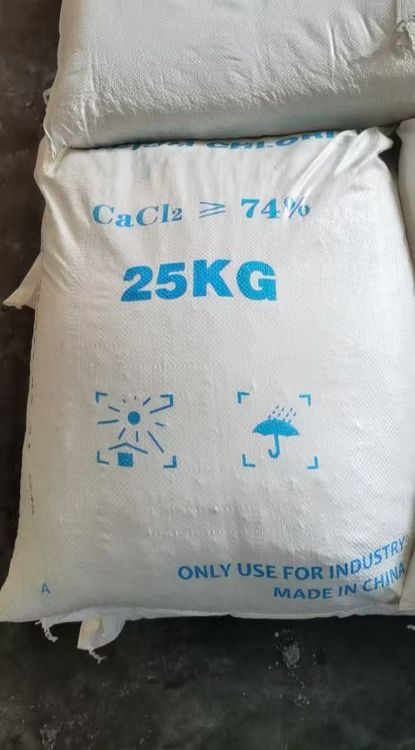 CaCl2 ≥ 74%
25KG
ONLY USE FOR INDUSTRY
MADE IN CHINA
A